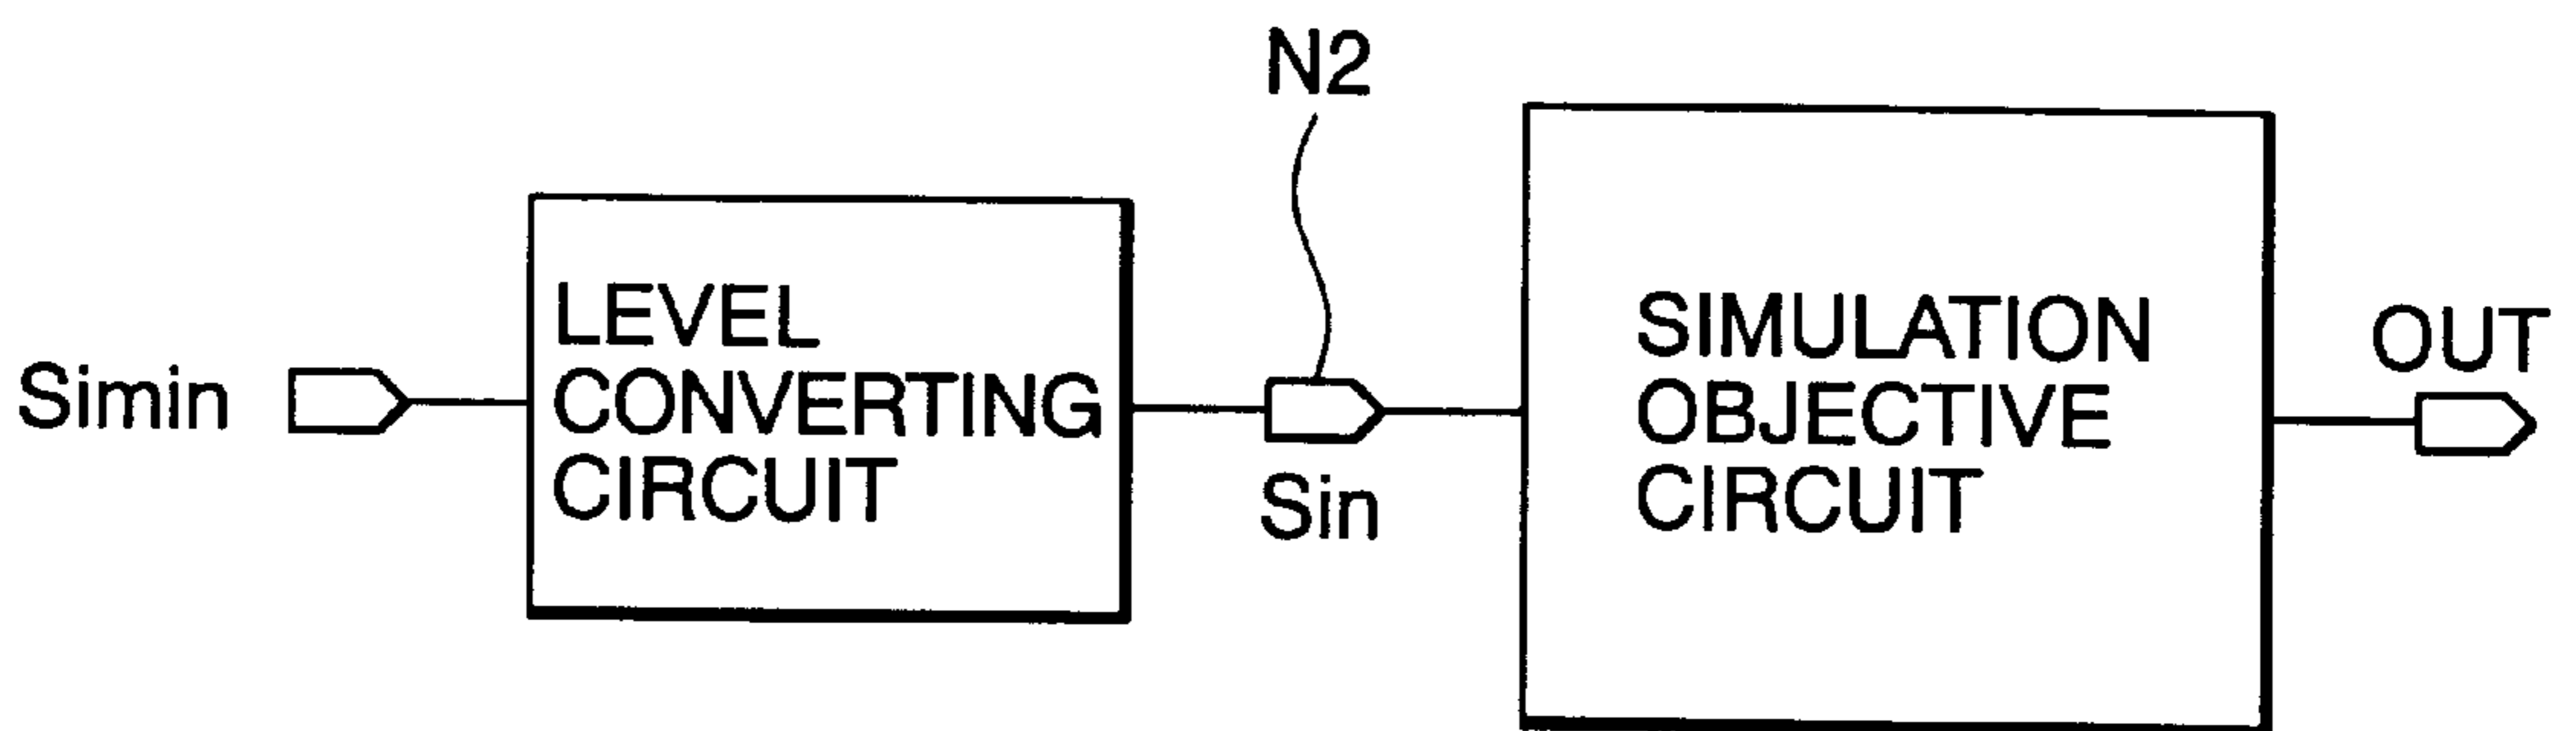 N2
Simin
LEVEL
CONVERTING
CIRCUIT
Sin
SIMULATION
OBJECTIVE
CIRCUIT
OUT